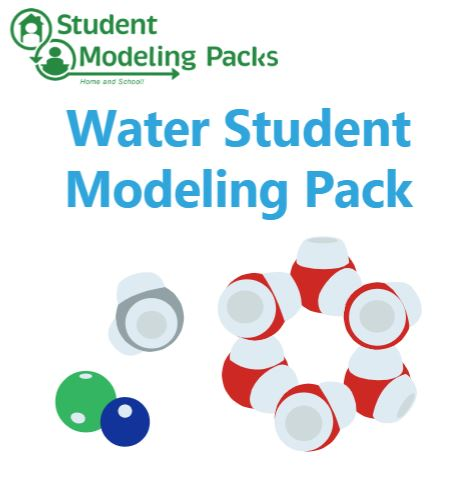 Student
Modeling Packs
Home and School!
Water Student
Modeling Pack